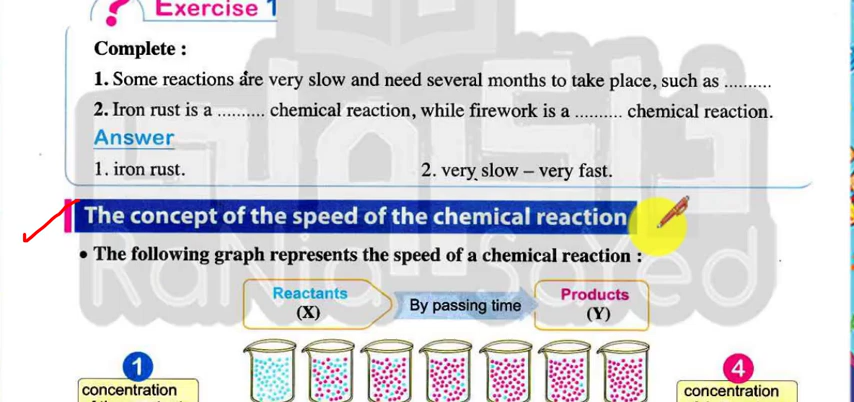 ?
Exercise 1
Complete :
1. Some reactions are very slow and need several months to take place, such as ..........
2. Iron rust is a .......... chemical reaction, while firework is a .......... chemical reaction.
Answer
1. iron rust.
2. very slow – very fast.
The concept of the speed of the chemical reaction
• The following graph represents the speed of a chemical reaction :
Reactants
(X)
By passing time
Products
(Y)
1
concentration
4
concentration
Rania Sayed